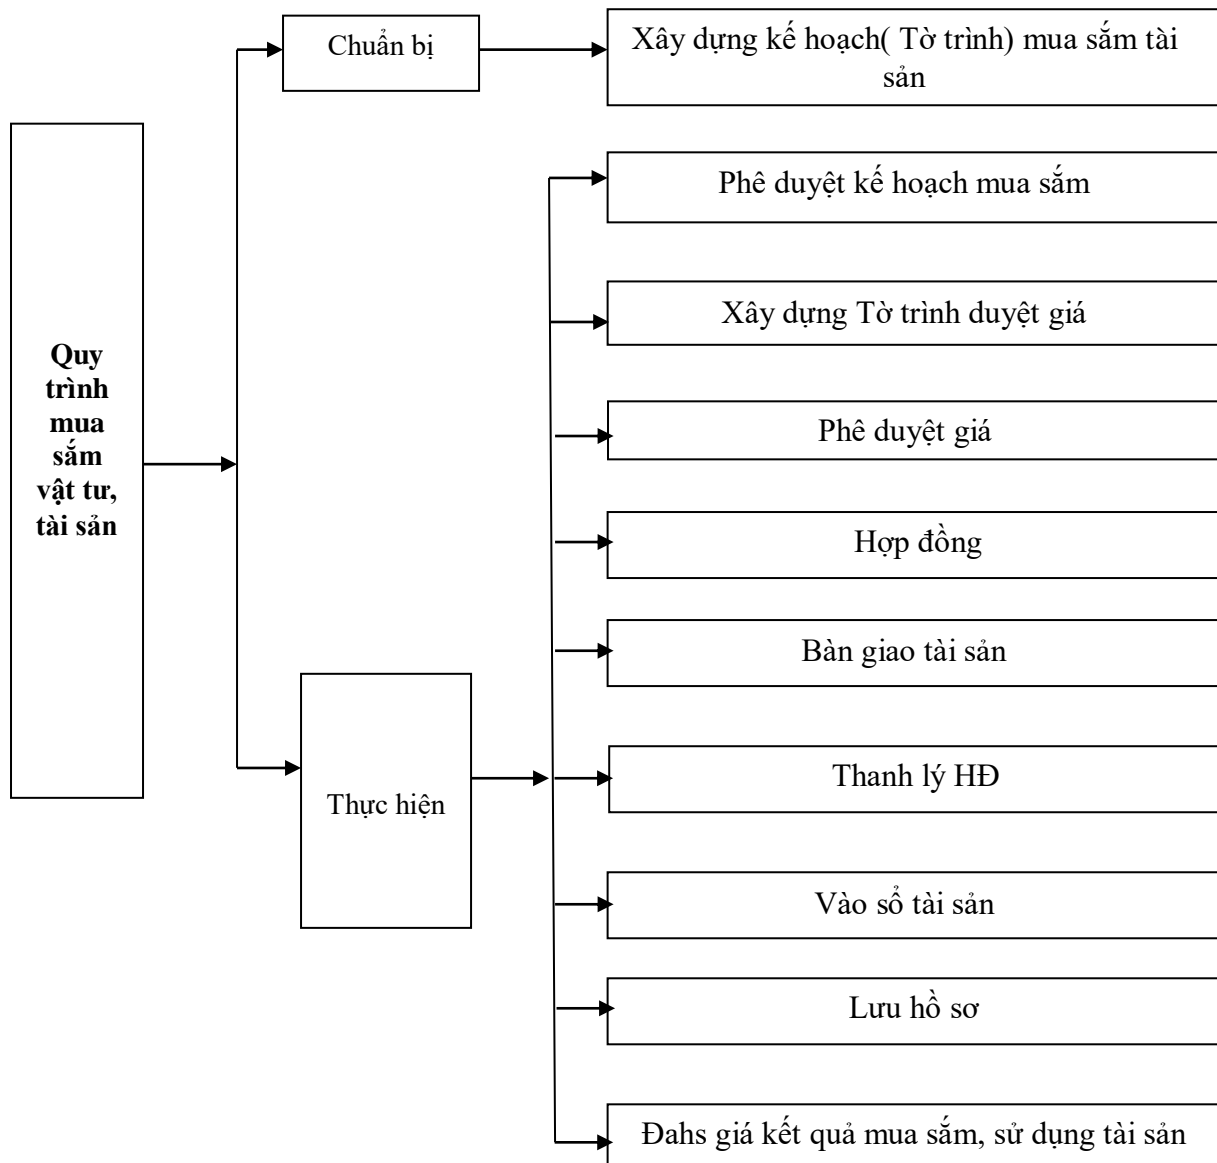 Chuẩn bị
Xây dựng kế hoạch( Tờ trình) mua sắm tài
sản
Phê duyệt kế hoạch mua sắm
Xây dựng Tờ trình duyệt giá
Quy
trình
mua
sắm
vật tư,
tài sản
Phê duyệt giá
Hợp đồng
Bàn giao tài sản
Thực hiện
Thanh lý HĐ
Vào sổ tài sản
Lưu hồ sơ
Đahs giá kết quả mua sắm, sử dụng tài sản